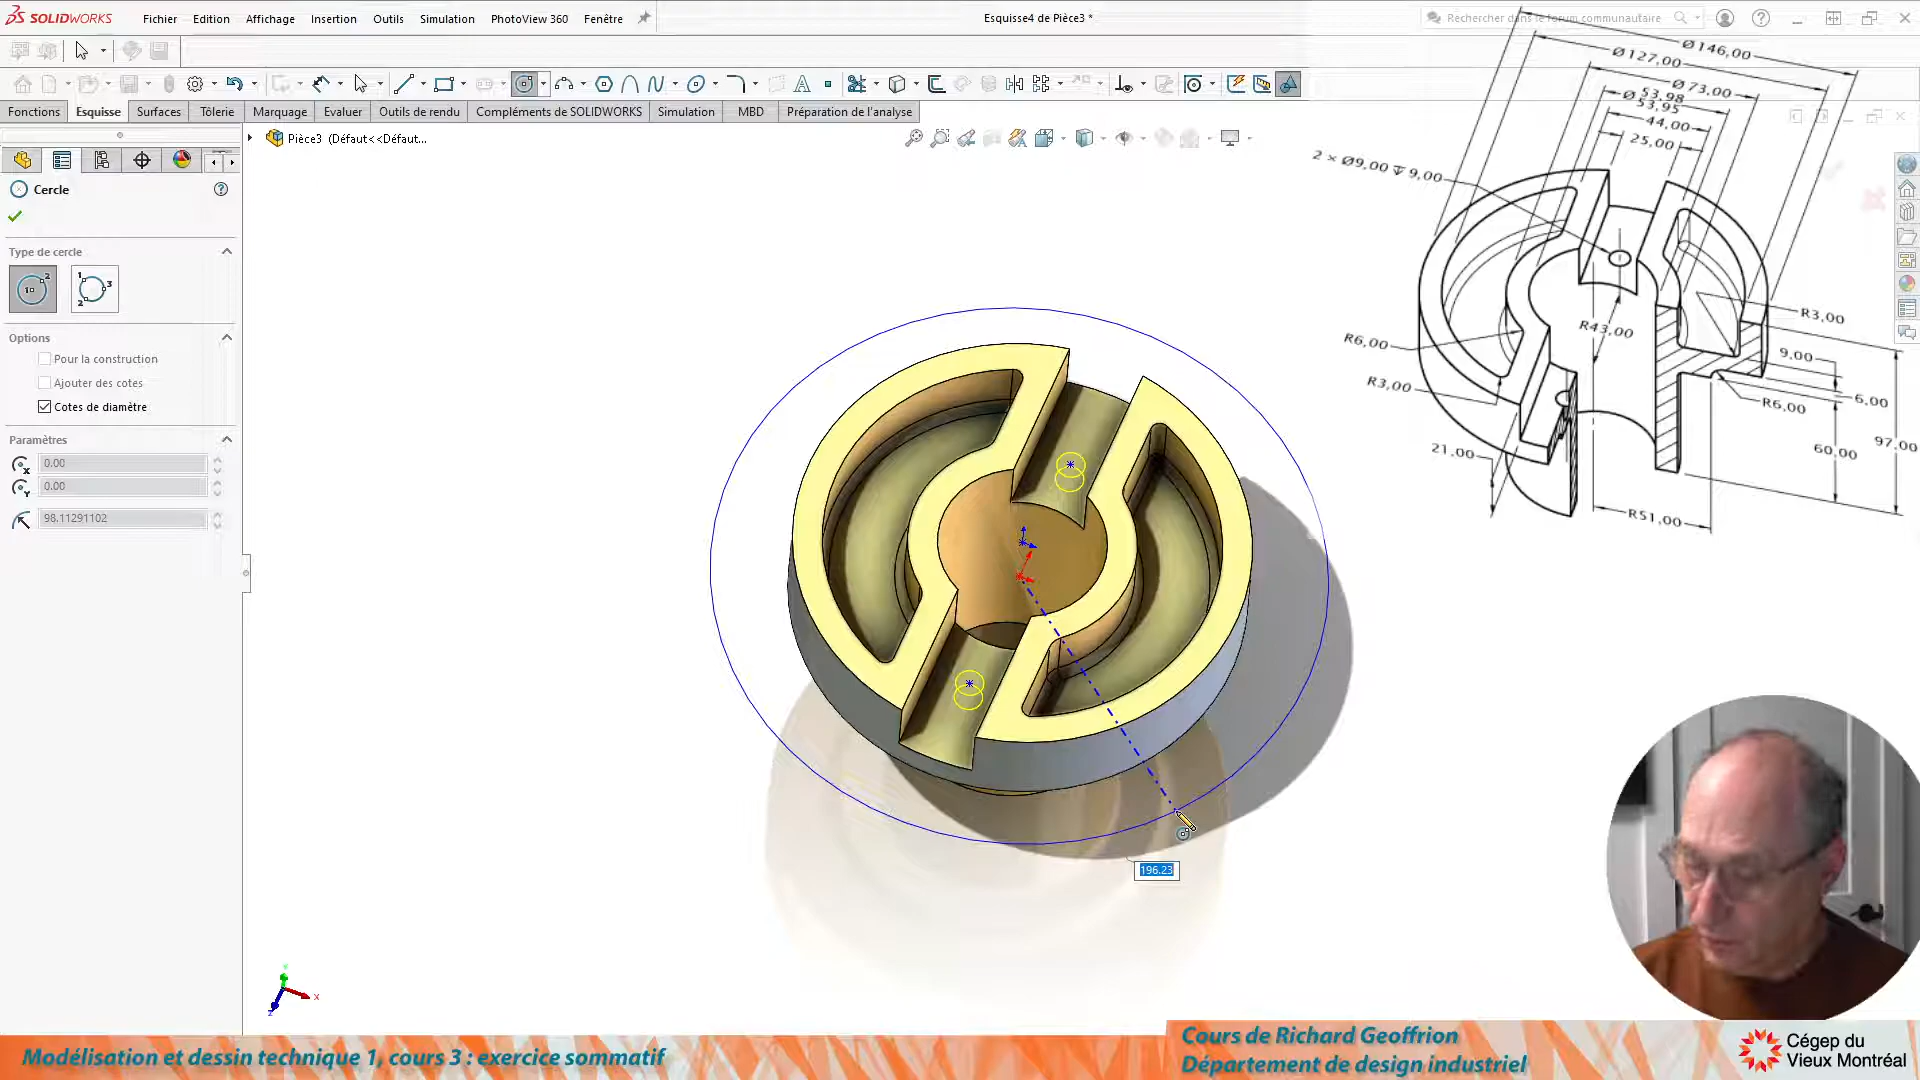 SOLIDWORKS
Fichier Edition Affichage Insertion Outils Simulation PhotoView 360 Fenêtre
Esquisse4 de Pièce3 *
Rechercher dans le forum communautaire
Fonctions Esquisse Surfaces Tôlerie Marquage Evaluer Outils de rendu Compléments de SOLIDWORKS Simulation MBD Préparation de l'analyse
Pièce3 (Défaut<<Défaut...
Cercle
Type de cercle
Options
Pour la construction
Ajouter des cotes
Cotes de diamètre
Paramètres
0.00
0.00
98.11291102
196.23
Ø146,00
Ø127,00
Ø73,00
Ø 53,98
53,95
44,00
25,00
2 × Ø9,00 ↧ 9,00
R43,00
R6,00
R3,00
R3,00
9,00
6,00
R6,00
97,00
60,00
21,00
R51,00
x
Modélisation et dessin technique 1, cours 3 : exercice sommatif
Cours de Richard Geoffrion
Département de design industriel
Cégep du
Vieux Montréal